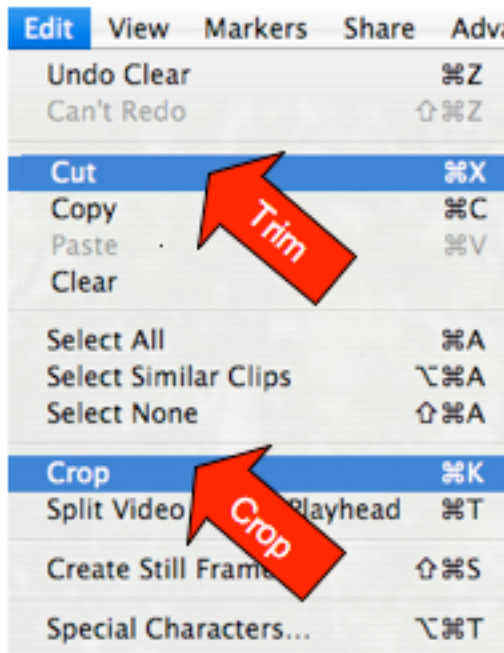 Edit View Markers Share Adva
Undo Clear ⌘Z
Can't Redo ⇧⌘Z
Cut ⌘X
Trim
Copy ⌘C
Paste ⌘V
Clear
Select All ⌘A
Select Similar Clips ⌥⌘A
Select None ⇧⌘A
Crop ⌘K
Crop
Split Video Playhead ⌘T
Create Still Frame ⇧⌘S
Special Characters... ⌥⌘T